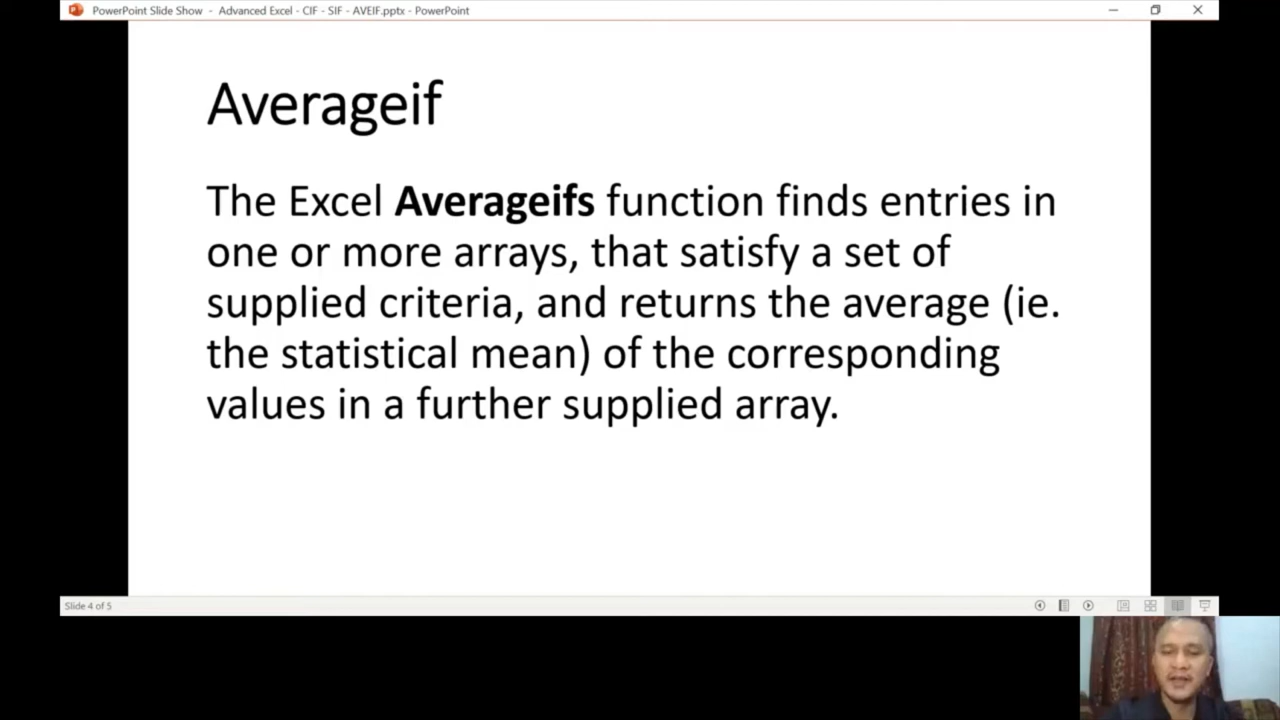 PowerPoint Slide Show - Advanced Excel - CIF - SIF - AVEIF.pptx - PowerPoint
Averageif
The Excel Averageifs function finds entries in
one or more arrays, that satisfy a set of
supplied criteria, and returns the average (ie.
the statistical mean) of the corresponding
values in a further supplied array.
Slide 4 of 5